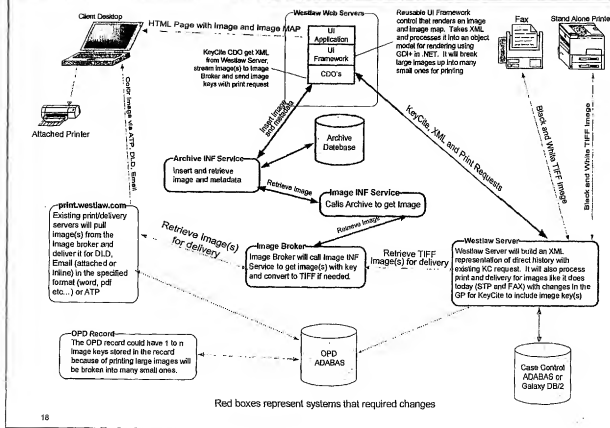 Client Desktop
HTML Page with Image and Image MAP
Westlaw Web Servers
UI
Application
UI
Framework
CDO's
Reusable UI Framework
control that renders an image
and image map. Takes XML
and processes it into an object
model for rendering using
GDI+ in .NET. It will break
large images up into many
small ones for printing
Fax
Stand Alone Printer
KeyCite CDO get XML
from Westlaw Server,
stream image(s) to Image
Broker and send image
keys with print request
Attached Printer
Color Image via ATP, DLD, Email
Insert Image
and metadata
Archive
Datebase
KeyCite, XML and Print Requests
Black and White TIFF Image
Black and White TIFF Image
Archive INF Service
Insert and retrieve
image and metadata
Retrieve Image
Image INF Service
Calls Archive to get Image
Retrieve Image
print.westlaw.com
Existing print/delivery
servers will pull
image(s) from the
Image broker and
deliver it for DLD,
Email (attached or
Inline) in the specified
format (word, pdf
etc...) or ATP
Retrieve Image(s)
for delivery
Image Broker
Image Broker will call Image INF
Service to get image(s) with key
and convert to TIFF if needed.
Retrieve TIFF
Image(s) for delivery
Westlaw Server
Westlaw Server will build an XML
representation of direct history with
existing KC request. It will also process
print and delivery for images like it does
today (STP and FAX) with changes in the
GP for KeyCite to include image key(s)
OPD Record
The OPD record could have 1 to n
image keys stored in the record
because of printing large images will
be broken into many small ones.
OPD
ADABAS
Case Control
ADABAS or
Galaxy DB/2
Red boxes represent systems that required changes
18